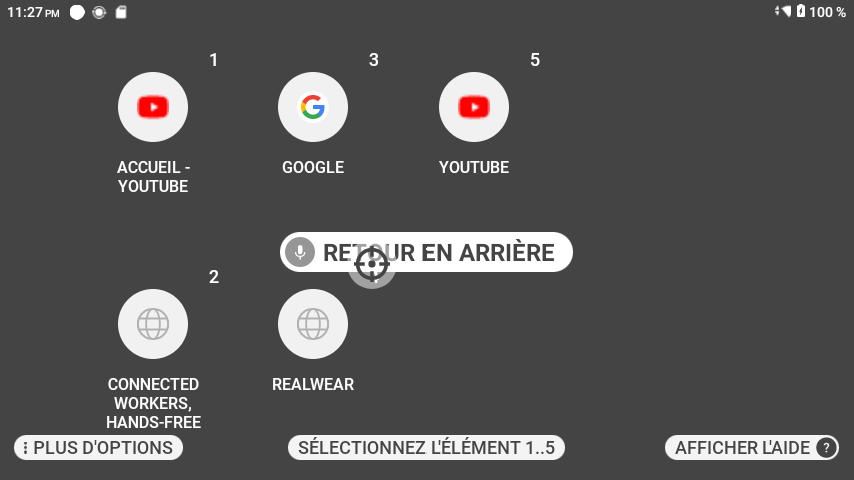 11:27 PM
100 %
1
3
5
ACCUEIL -
YOUTUBE
GOOGLE
YOUTUBE
RETOUR EN ARRIÈRE
2
CONNECTED
WORKERS,
HANDS-FREE
REALWEAR
PLUS D'OPTIONS
SÉLECTIONNEZ L'ÉLÉMENT 1..5
AFFICHER L'AIDE ?